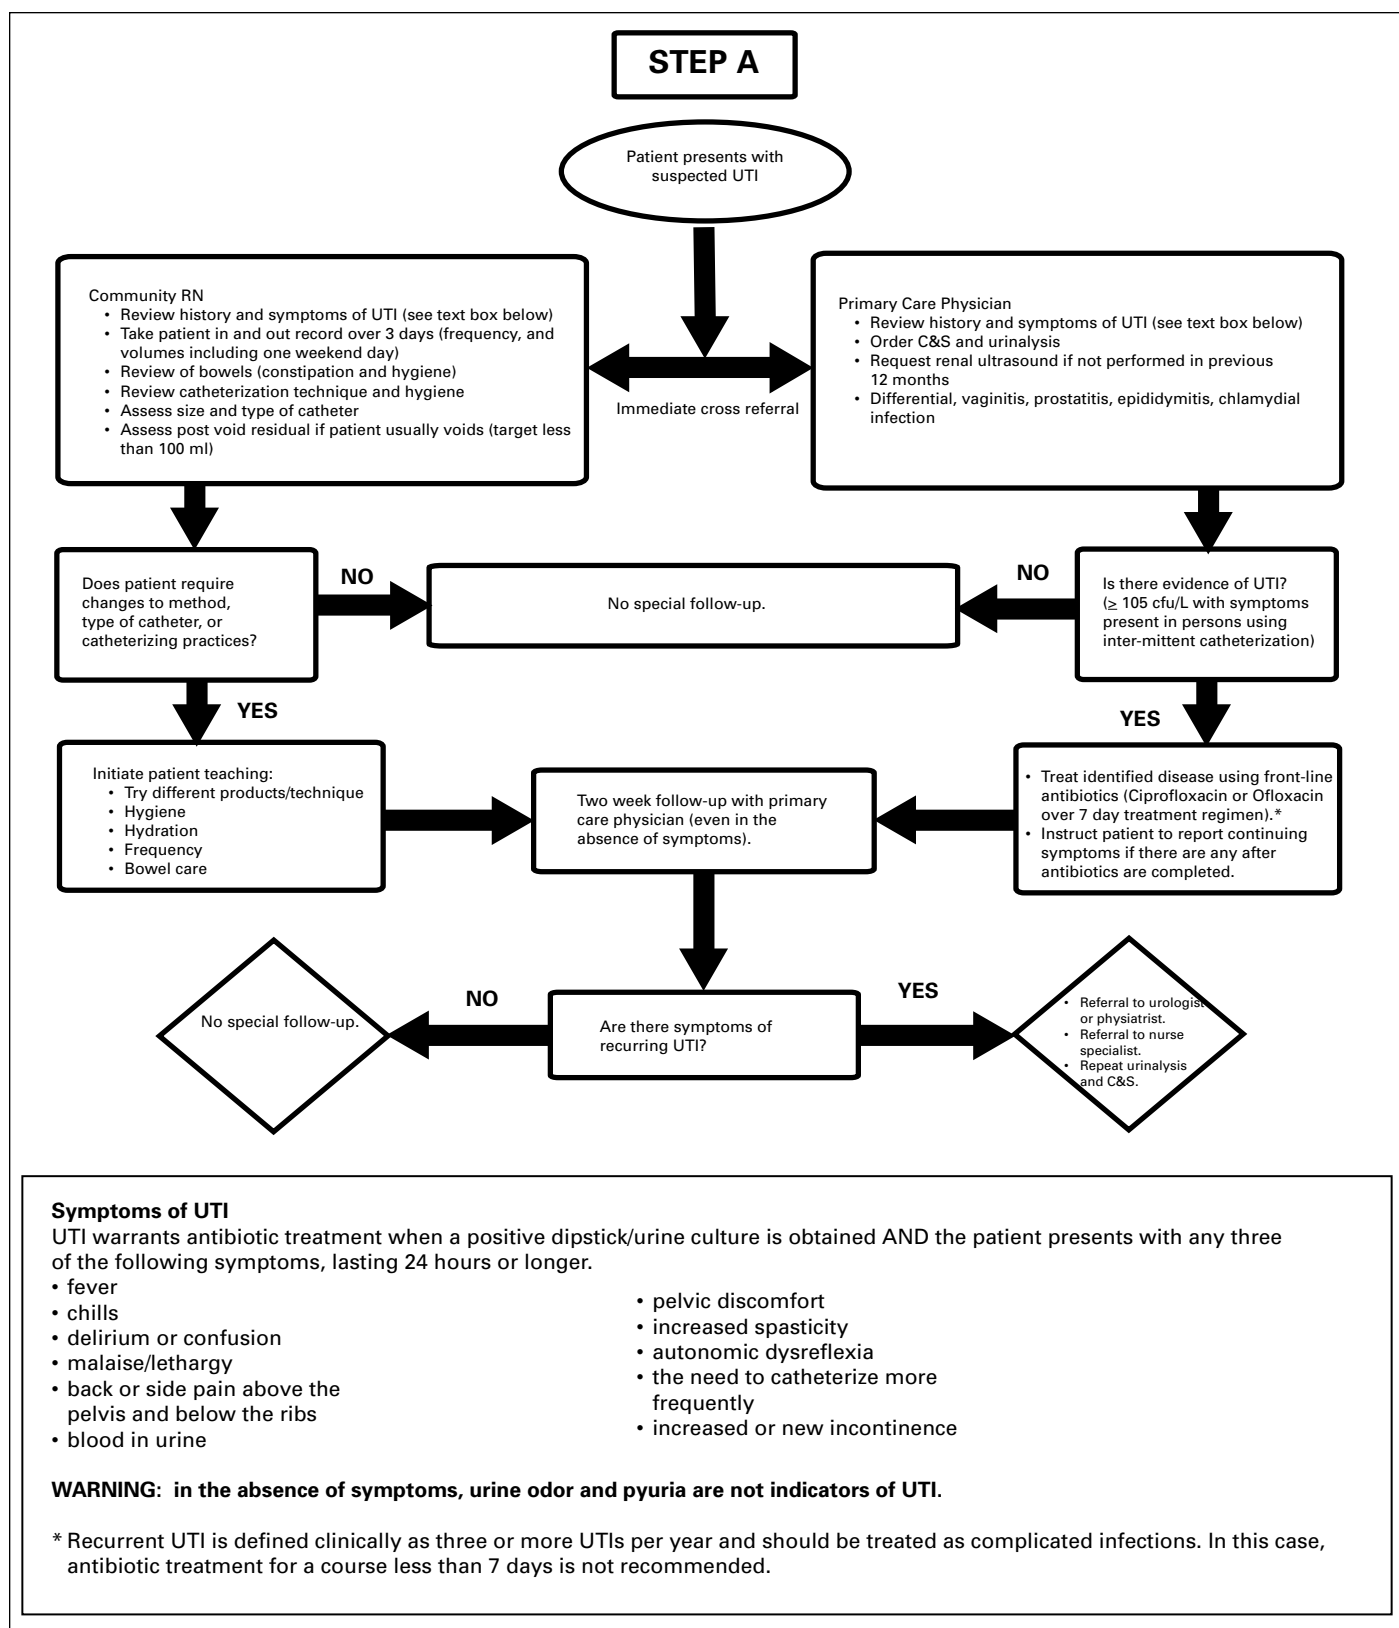 STEP A
Patient presents with
suspected UTI
Community RN
• Review history and symptoms of UTI (see text box below)
• Take patient in and out record over 3 days (frequency, and
volumes including one weekend day)
• Review of bowels (constipation and hygiene)
• Review catheterization technique and hygiene
• Assess size and type of catheter
• Assess post void residual if patient usually voids (target less
than 100 ml)
Immediate cross referral
Primary Care Physician
• Review history and symptoms of UTI (see text box below)
• Order C&S and urinalysis
• Request renal ultrasound if not performed in previous
12 months
• Differential, vaginitis, prostatitis, epididymitis, chlamydial
infection
Does patient require
changes to method,
type of catheter, or
catheterizing practices?
NO
No special follow-up.
NO
Is there evidence of UTI?
(≥ 105 cfu/L with symptoms
present in persons using
inter-mittent catheterization)
YES
YES
Initiate patient teaching:
• Try different products/technique
• Hygiene
• Hydration
• Frequency
• Bowel care
Two week follow-up with primary
care physician (even in the
absence of symptoms).
• Treat identified disease using front-line
antibiotics (Ciprofloxacin or Ofloxacin
over 7 day treatment regimen).*
• Instruct patient to report continuing
symptoms if there are any after
antibiotics are completed.
No special follow-up.
NO
Are there symptoms of
recurring UTI?
YES
• Referral to urologist
or physiatrist.
• Referral to nurse
specialist.
• Repeat urinalysis
and C&S.
Symptoms of UTI
UTI warrants antibiotic treatment when a positive dipstick/urine culture is obtained AND the patient presents with any three
of the following symptoms, lasting 24 hours or longer.
• fever
• chills
• delirium or confusion
• malaise/lethargy
• back or side pain above the
pelvis and below the ribs
• blood in urine
• pelvic discomfort
• increased spasticity
• autonomic dysreflexia
• the need to catheterize more
frequently
• increased or new incontinence
WARNING: in the absence of symptoms, urine odor and pyuria are not indicators of UTI.
* Recurrent UTI is defined clinically as three or more UTIs per year and should be treated as complicated infections. In this case,
antibiotic treatment for a course less than 7 days is not recommended.